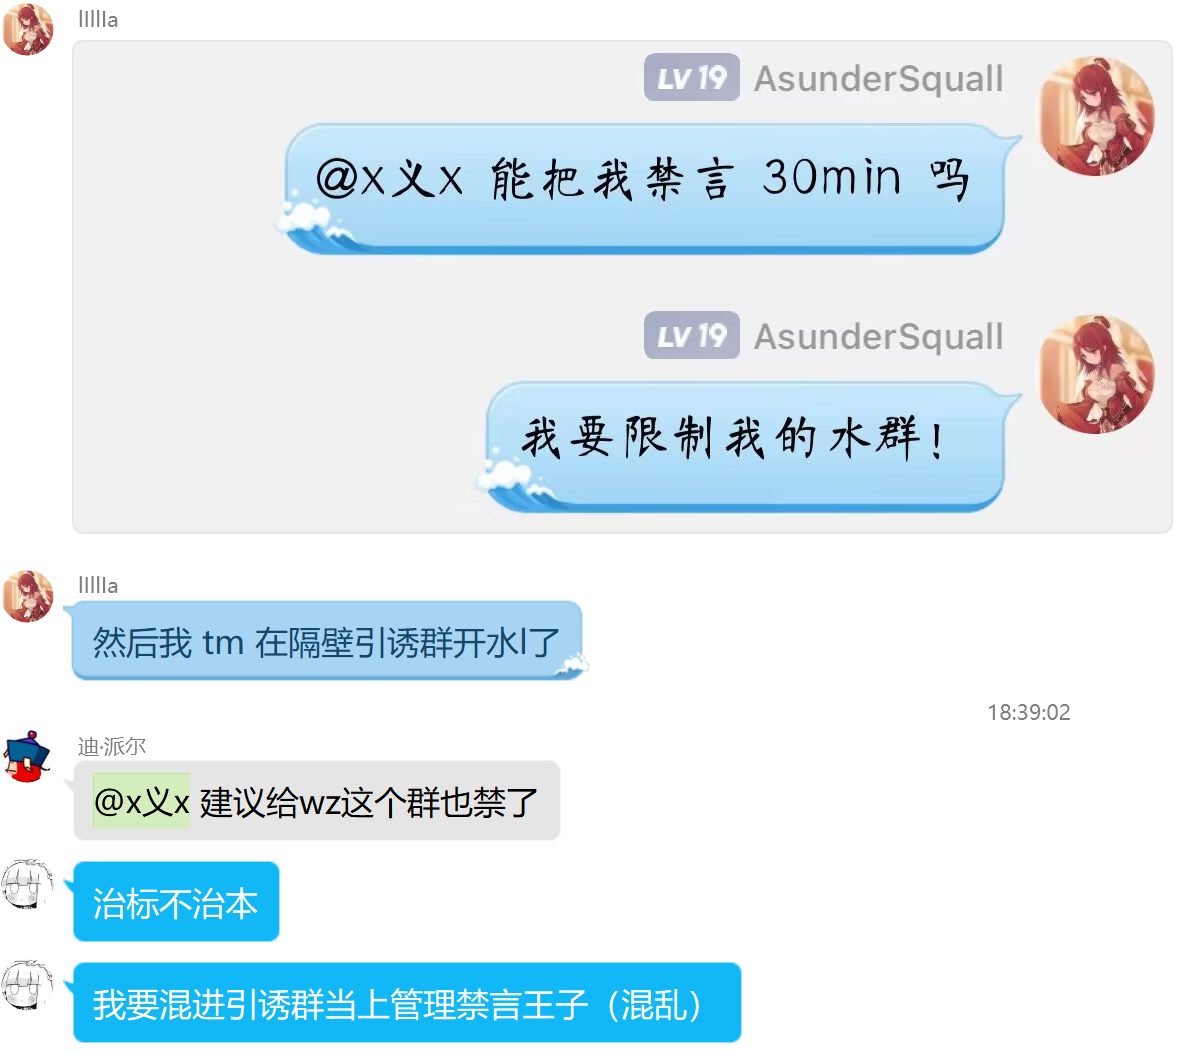 lllllla
LV 19 AsunderSquall
@x义x 能把我禁言 30min 吗
LV 19 AsunderSquall
我要限制我的水群!
lllllla
然后我 tm 在隔壁引诱群开水l了
18:39:02
迪·派尔
@x义x 建议给wz这个群也禁了
治标不治本
我要混进引诱群当上管理禁言王子（混乱）